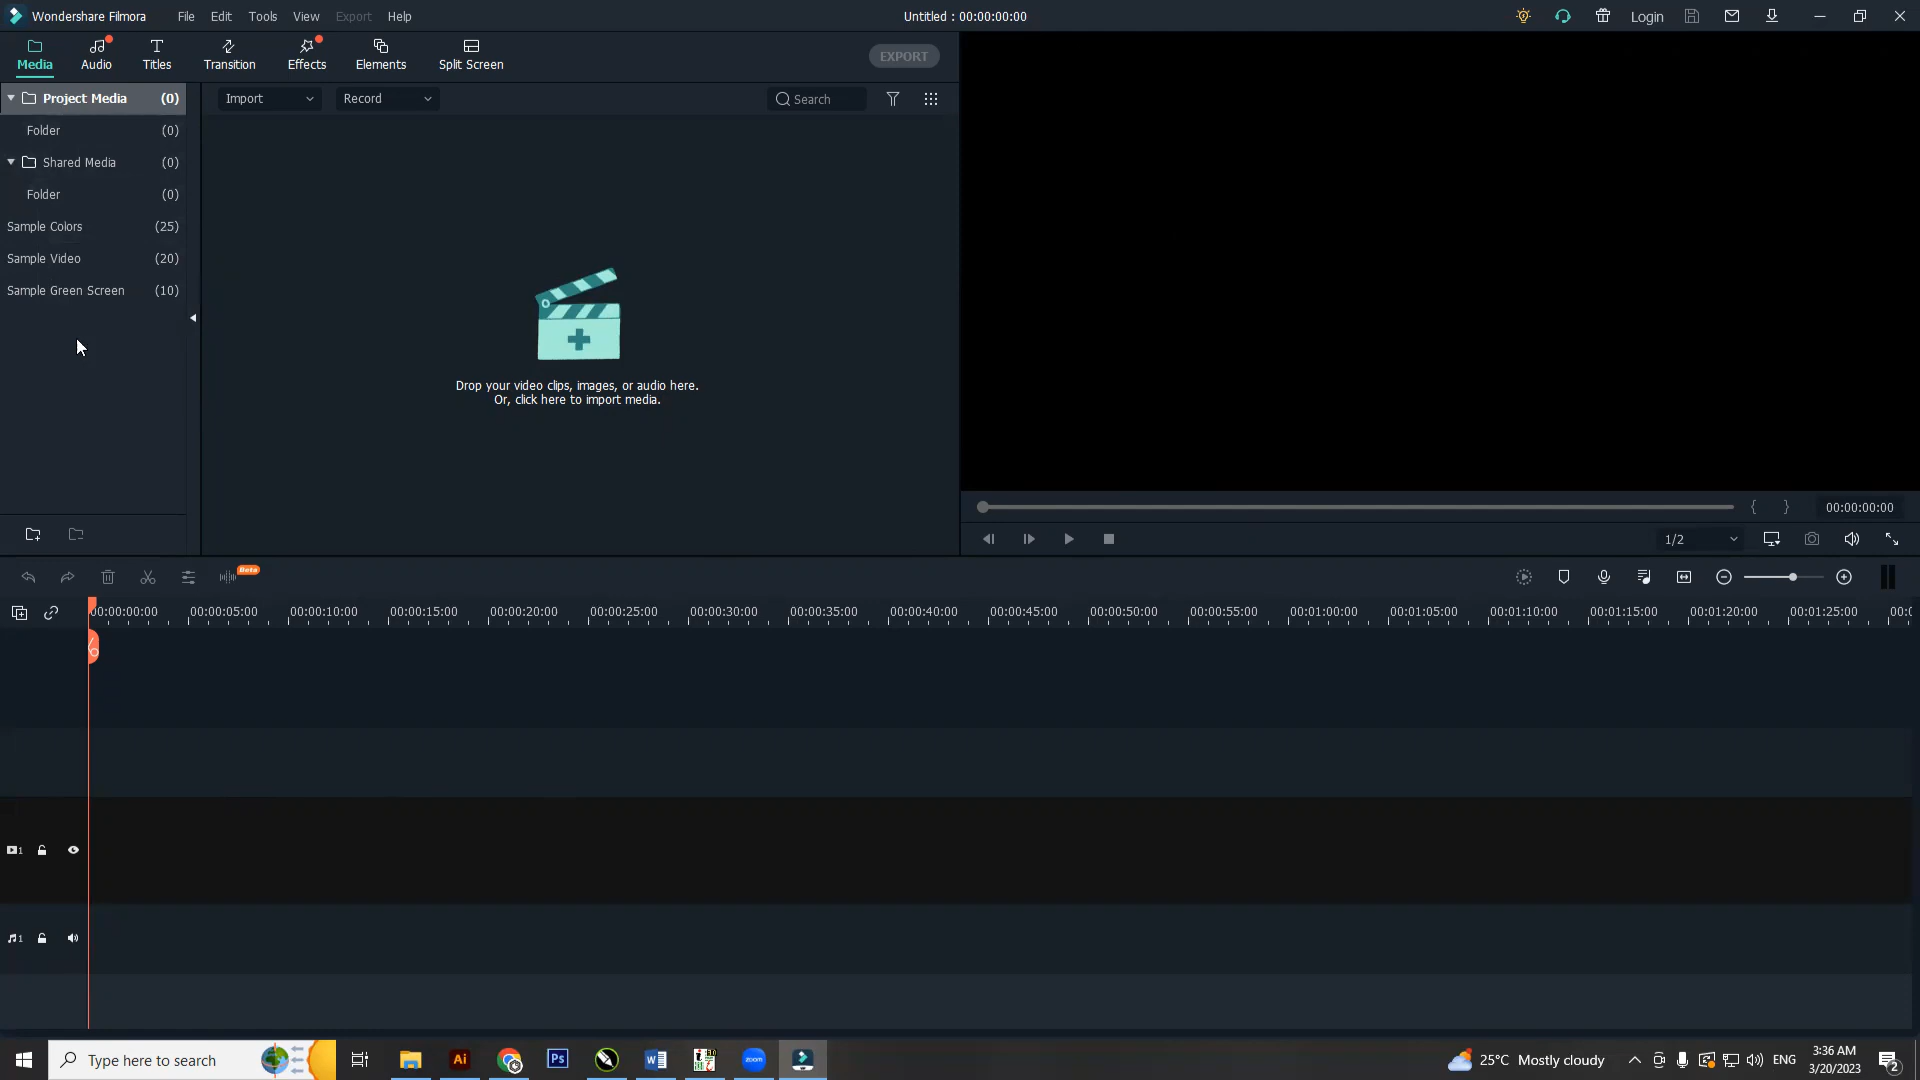 Wondershare Filmora File Edit Tools View Export Help Untitled : 00:00:00:00 Login
Media Audio Titles Transition Effects Elements Split Screen EXPORT
Project Media (0) Import Record Search
Folder (0)
Shared Media (0)
Folder (0)
Sample Colors (25)
Sample Video (20)
Sample Green Screen (10)
Drop your video clips, images, or audio here.
Or, click here to import media.
{ } 00:00:00:00
1/2
Beta
00:00:00:00 00:00:05:00 00:00:10:00 00:00:15:00 00:00:20:00 00:00:25:00 00:00:30:00 00:00:35:00 00:00:40:00 00:00:45:00 00:00:50:00 00:00:55:00 00:01:00:00 00:01:05:00 00:01:10:00 00:01:15:00 00:01:20:00 00:01:25:00
1
1
Type here to search Ai Ps zoom 25°C Mostly cloudy ENG 3:36 AM
3/20/2023 2